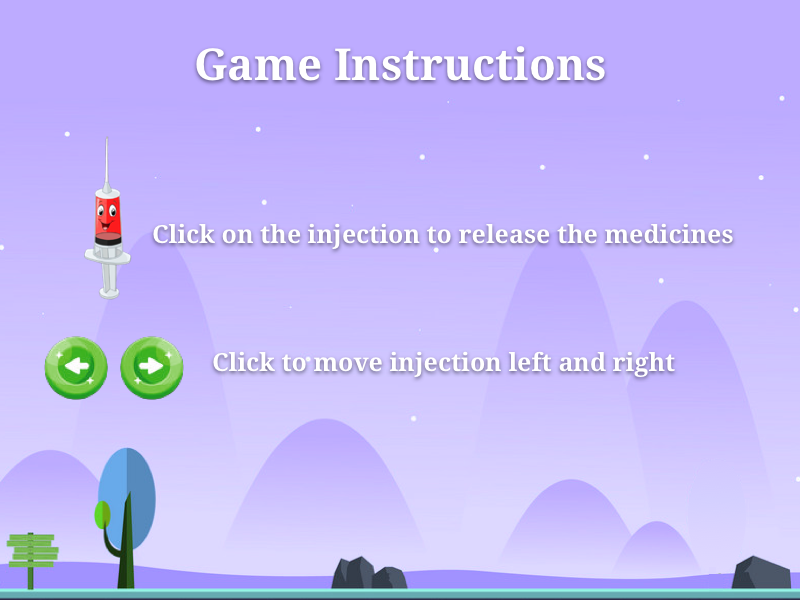 Game Instructions
Click on the injection to release the medicines
Click to move injection left and right